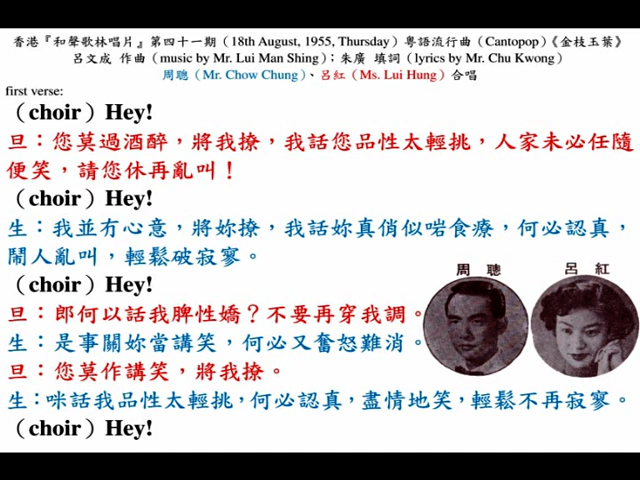 香港『和聲歌林唱片』第四十一期（18th August, 1955, Thursday）粵語流行曲（Cantopop）《金枝玉葉》
呂文成 作曲（music by Mr. Lui Man Shing）；朱廣 填詞（lyrics by Mr. Chu Kwong）
周聰（Mr. Chow Chung）、呂紅（Ms. Lui Hung）合唱
first verse:
（choir）Hey!
旦：您莫過酒醉，將我撩，我話您品性太輕挑，人家未必任隨
便笑，請您休再亂叫！
（choir）Hey!
生：我並冇心意，將妳撩，我話妳真俏似啱食療，何必認真，
鬧人亂叫，輕鬆破寂寥。
（choir）Hey!
周聰
呂紅
旦：郎何以話我脾性嬌？不要再穿我調。
生：是事關妳當講笑，何必又奮怒難消。
旦：您莫作講笑，將我撩。
生：咪話我品性太輕挑，何必認真，盡情地笑，輕鬆不再寂寥。
（choir）Hey!